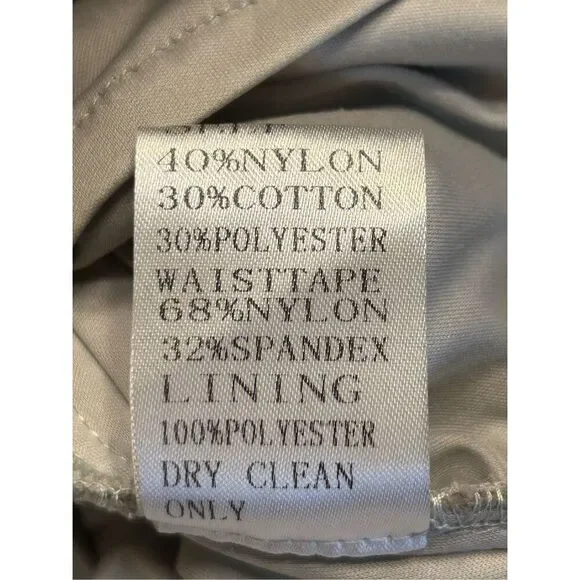 40%NYLON
30%COTTON
30%POLYESTER
WAISTTAPE
68%NYLON
32%SPANDEX
LINING
100%POLYESTER
DRY CLEAN
ONLY